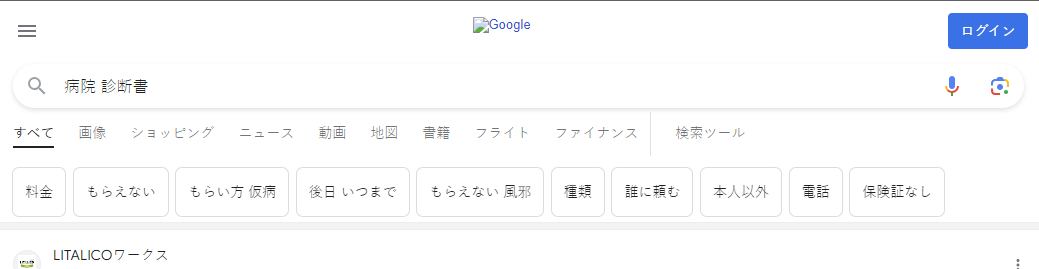 Google
ログイン
病院 診断書
すべて 画像 ショッピング ニュース 動画 地図 書籍 フライト ファイナンス 検索ツール
料金 もらえない もらい方 仮病 後日 いつまで もらえない 風邪 種類 誰に頼む 本人以外 電話 保険証なし
LITALICOワークス